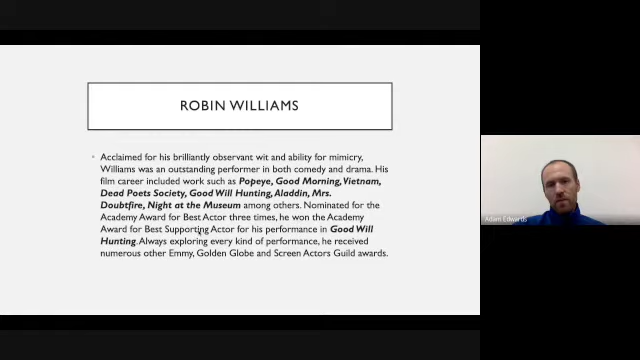 ROBIN WILLIAMS
Acclaimed for his brilliantly observant wit and ability for mimicry,
Williams was an outstanding performer in both comedy and drama. His
film career included work such as Popeye, Good Morning, Vietnam,
Dead Poets Society, Good Will Hunting, Aladdin, Mrs.
Doubtfire, Night at the Museum among others. Nominated for the
Academy Award for Best Actor three times, he won the Academy
Award for Best Supporting Actor for his performance in Good Will
Hunting. Always exploring every kind of performance, he received
numerous other Emmy, Golden Globe and Screen Actors Guild awards.
Adam Edwards